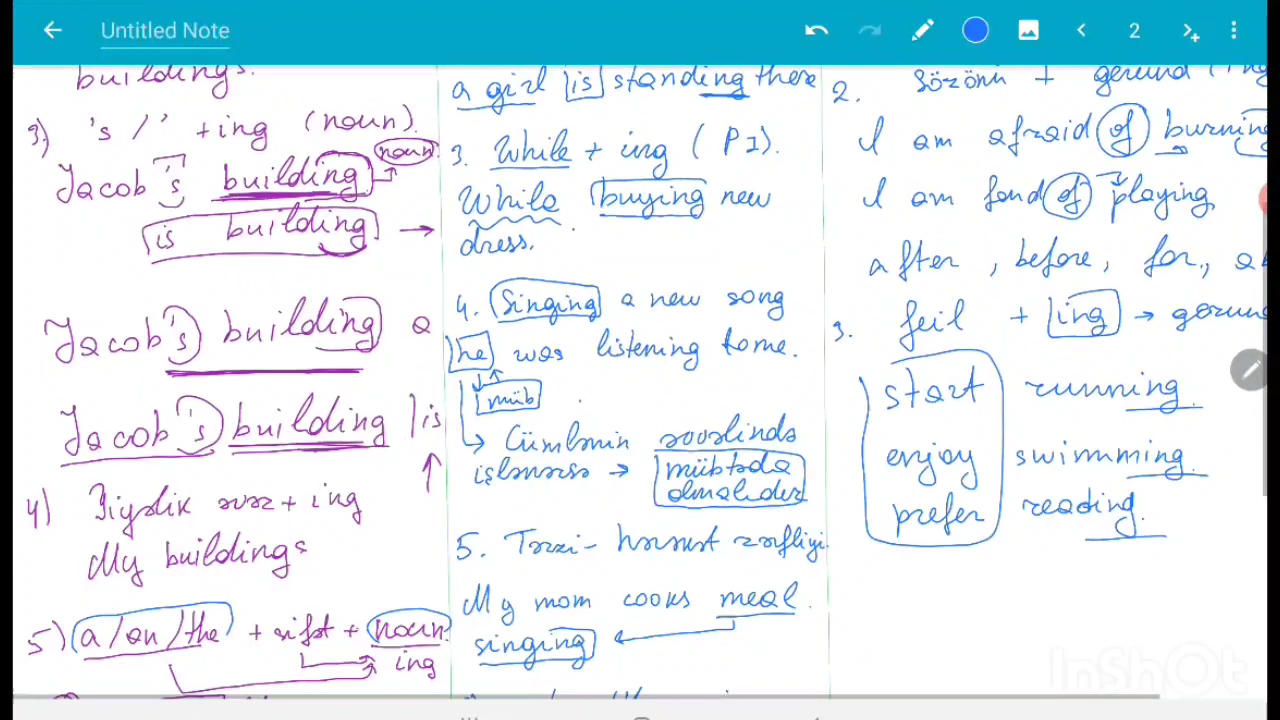 Untitled Note
2
buildings.
3) 's / ' + ing (noun).
Jacob's building noun
is building →
Jacob's building a
Jacob's building is
4) Yiyəlik əvəz + ing
My buildings
5) a/an/the + sifət + noun
ing
a girl is standing there
3. While + ing (PI).
While buying new
dress.
4. Singing a new song
he was listening to me.
müb
→ Cümlənin əvvəlində
işlənərsə → mübtəda
olmalıdır
5. Tərzi-hərəkət zərfliyi
My mom cooks meal.
singing
2. Sözönü + gerund (ing
I am afraid of burning
I am fond of playing
after, before, for,
3. feil + ing → gerun
start running
enjoy swimming.
prefer reading.
InShOt